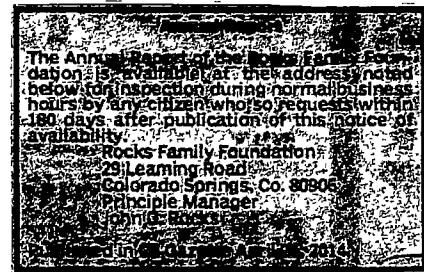 The Annual Report of the Rocks Family Foun-
dation is available at the address noted
below for inspection during normal business
hours by any citizen who so requests within
180 days after publication of this notice of
availability.
Rocks Family Foundation
29 Leaming Road
Colorado Springs, Co. 80906
Principle Manager
John G. Rocks